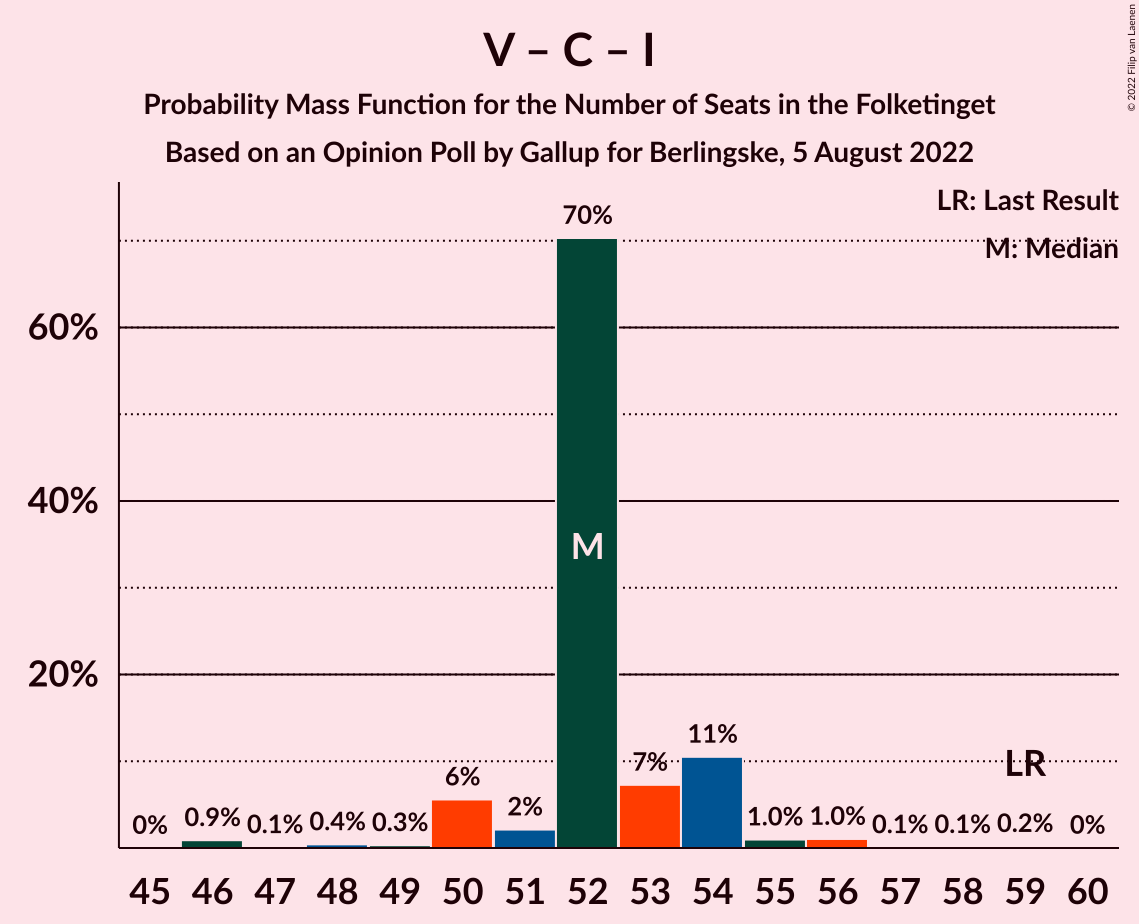 V – C – I
Probability Mass Function for the Number of Seats in the Folketinget
Based on an Opinion Poll by Gallup for Berlingske, 5 August 2022
© 2022 Filip van Laenen
LR: Last Result
M: Median
60%
40%
20%
0% 0.9% 0.1% 0.4% 0.3% 6% 2% 70% 7% 11% 1.0% 1.0% 0.1% 0.1% 0.2% 0%
M
LR
45 46 47 48 49 50 51 52 53 54 55 56 57 58 59 60